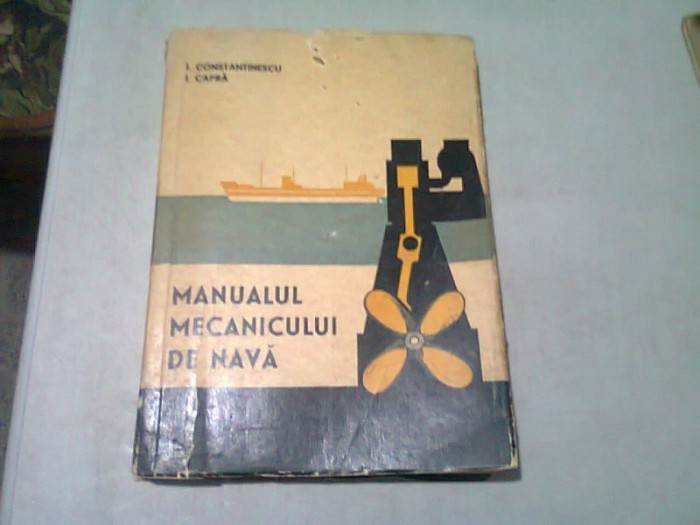 I. CONSTANTINESCU
I. CAPRĂ
MANUALUL
MECANICULUI
DE NAVĂ